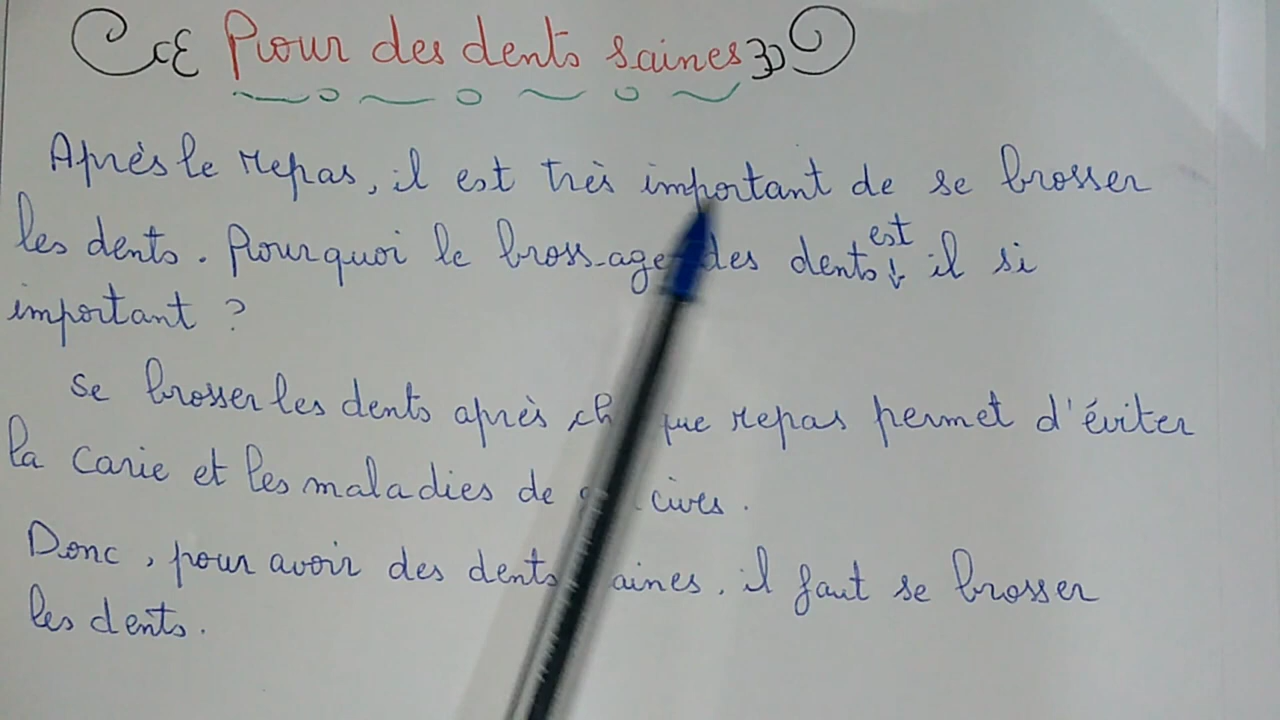 Pour des dents saines
Après le repas, il est très important de se brosser
les dents. Pourquoi le brossage des dents est il si
important ?
Se brosser les dents après chaque repas permet d'éviter
la carie et les maladies de
Donc, pour avoir des dents saines, il faut se brosser
les dents.